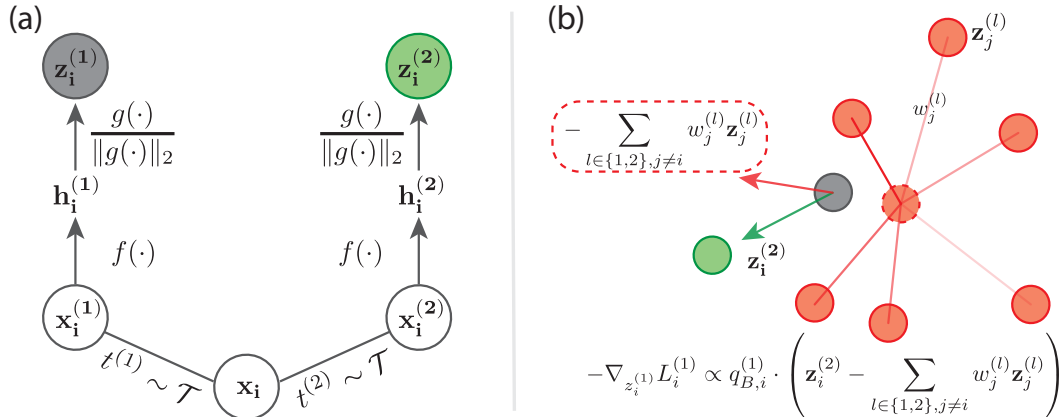 (a)
z_i^(1)
z_i^(2)
g(·)
‖g(·)‖_2
g(·)
‖g(·)‖_2
h_i^(1)
h_i^(2)
f(·)
f(·)
x_i^(1)
x_i^(2)
t^(1) ∼ 𝒯
x_i
t^(2) ∼ 𝒯
(b)
z_j^(l)
w_j^(l)
− ∑_{l∈{1,2},j≠i} w_j^(l) z_j^(l)
z_i^(2)
−∇_{z_i^(1)} L_i^(1) ∝ q_{B,i}^(1) · ( z_i^(2) − ∑_{l∈{1,2},j≠i} w_j^(l) z_j^(l) )